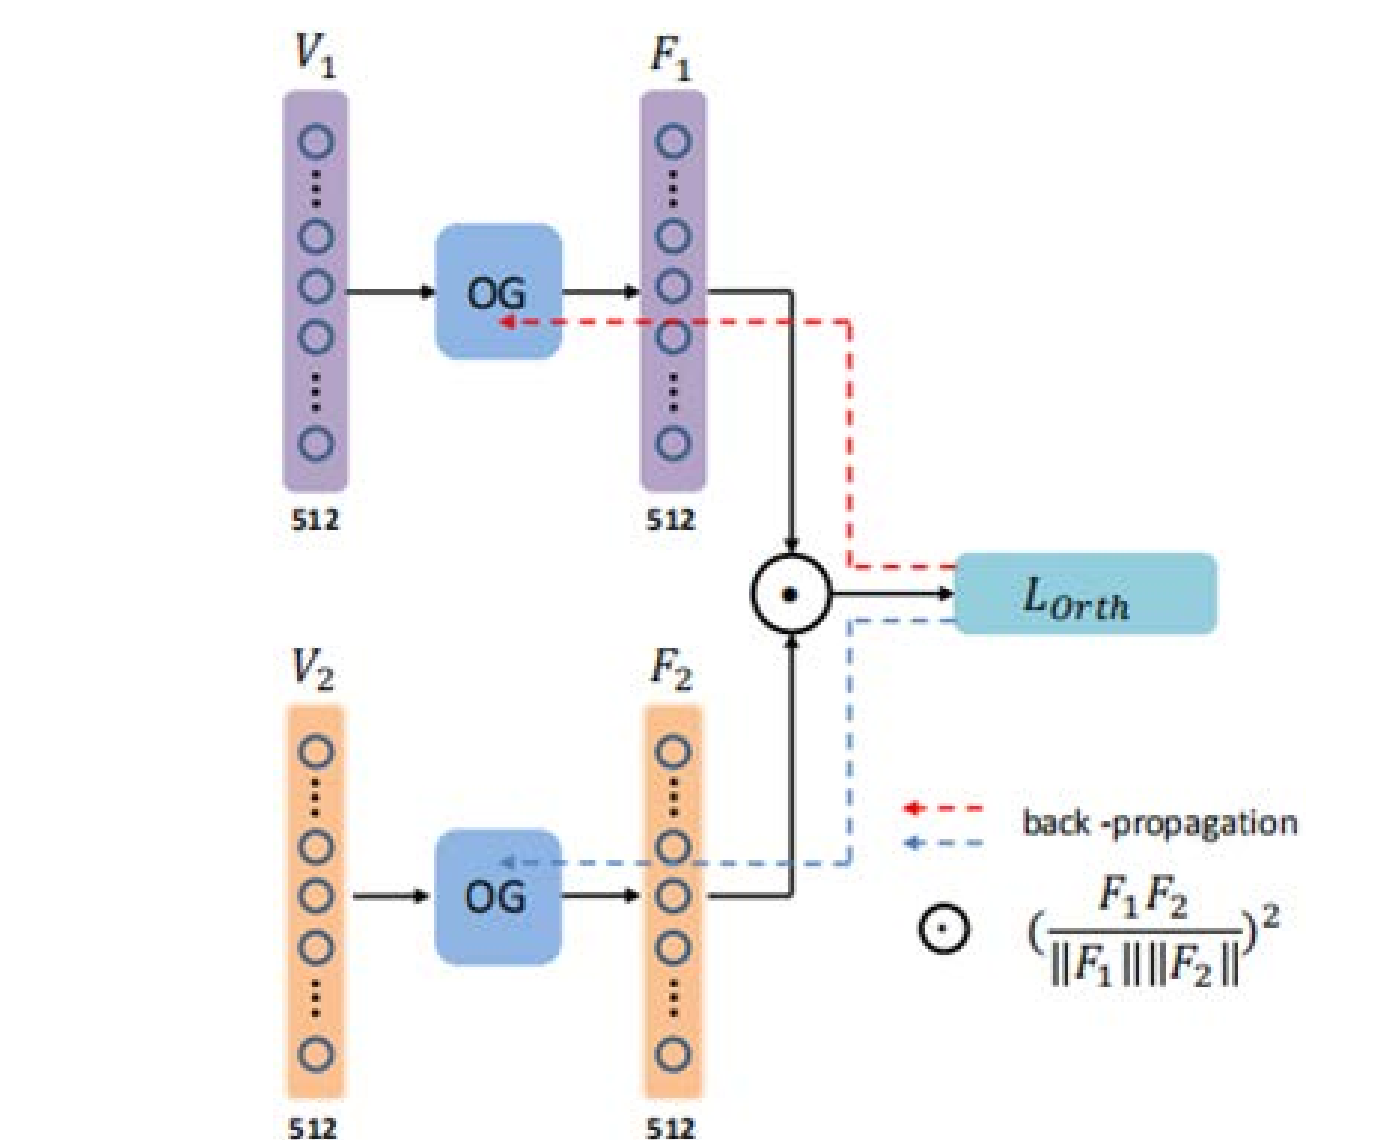 V1
F1
OG
512
512
LOrth
V2
F2
OG
back -propagation
(F1F2 / ‖F1‖‖F2‖)²
512
512